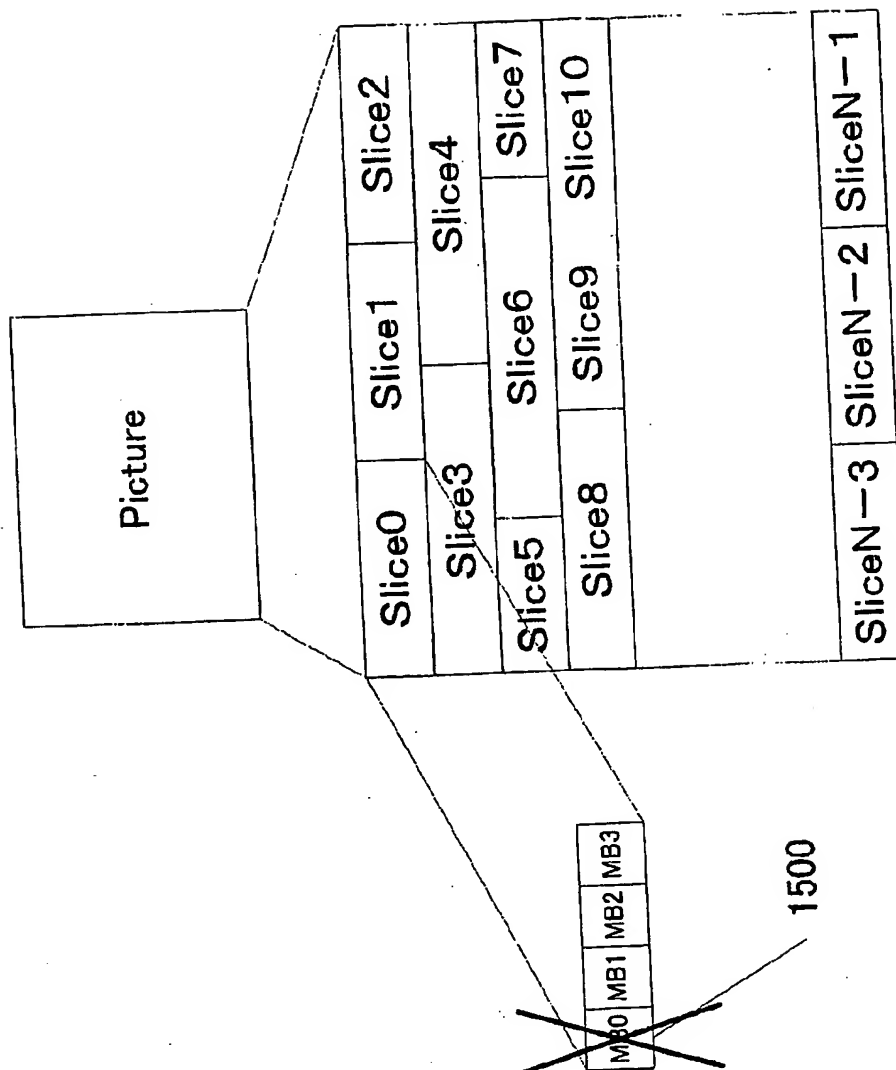 Picture
Slice0 Slice1 Slice2
Slice3 Slice4
Slice5 Slice6 Slice7
Slice8 Slice9 Slice10
SliceN-3 SliceN-2 SliceN-1
MB0 MB1 MB2 MB3
1500